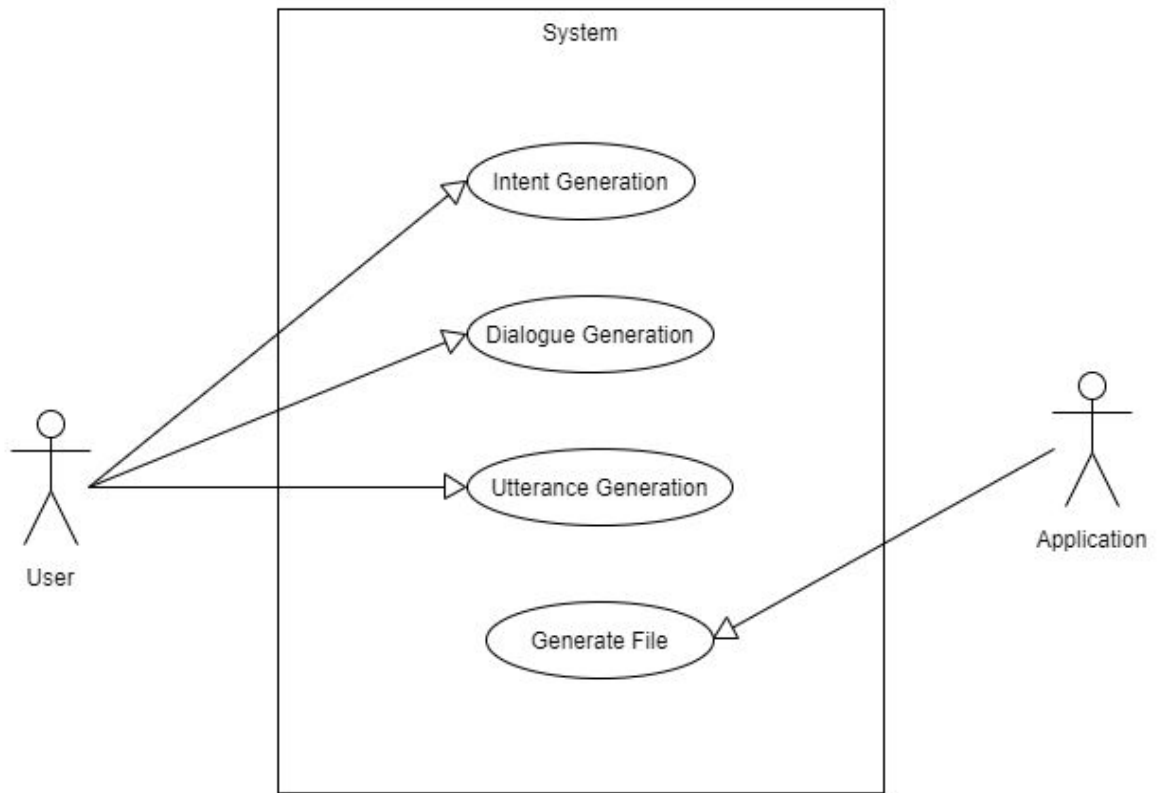 System
Intent Generation
Dialogue Generation
Utterance Generation
User
Application
Generate File